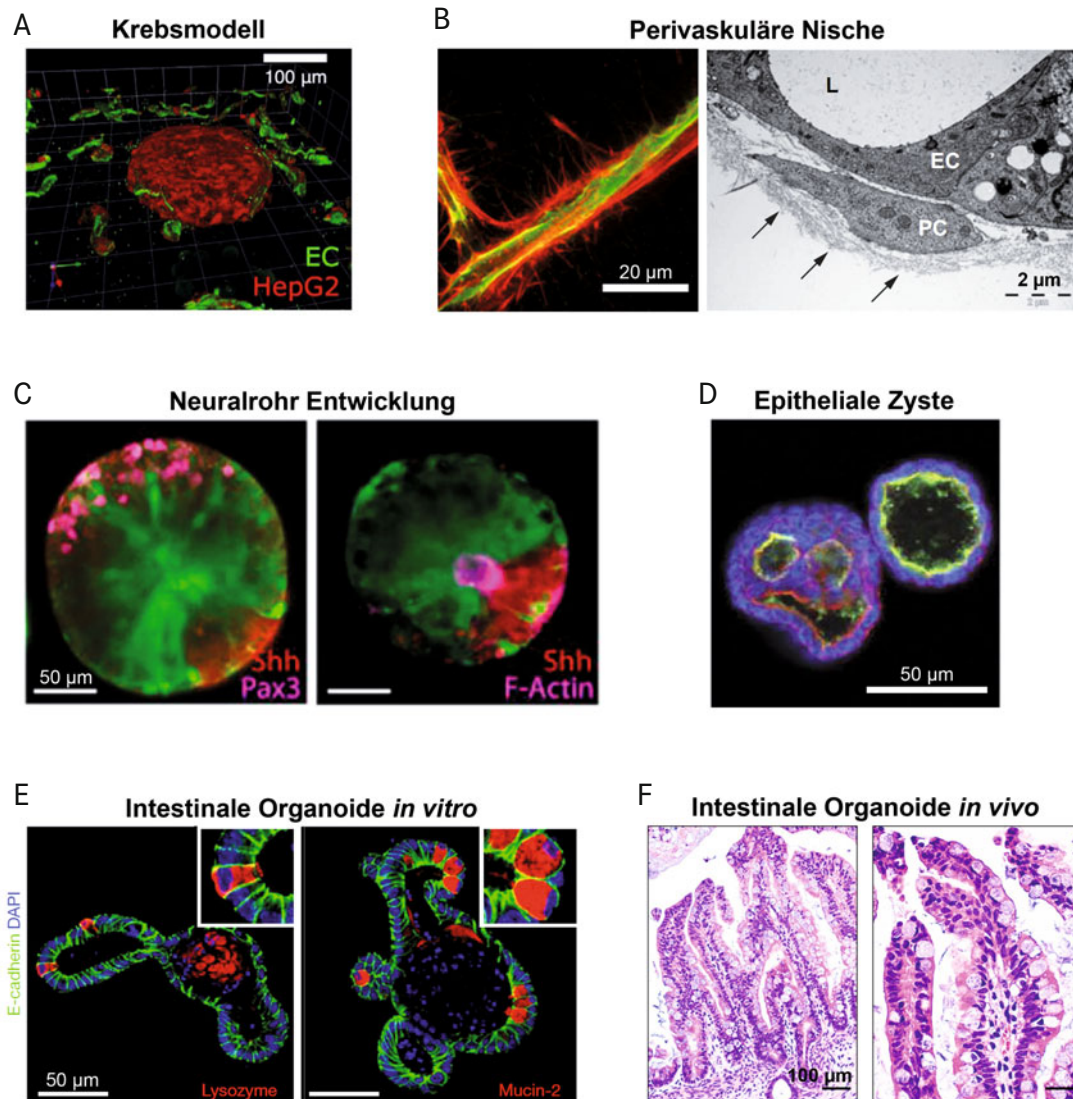 A
Krebsmodell
100 µm
EC
HepG2
B
Perivaskuläre Nische
20 µm
L
EC
PC
2 µm
2 µm
C
Neuralrohr Entwicklung
Shh
50 µm
Pax3
Shh
F-Actin
D
Epitheliale Zyste
50 µm
E
Intestinale Organoide in vitro
E-cadherin DAPI
50 µm
Lysozyme
Mucin-2
F
Intestinale Organoide in vivo
100 µm